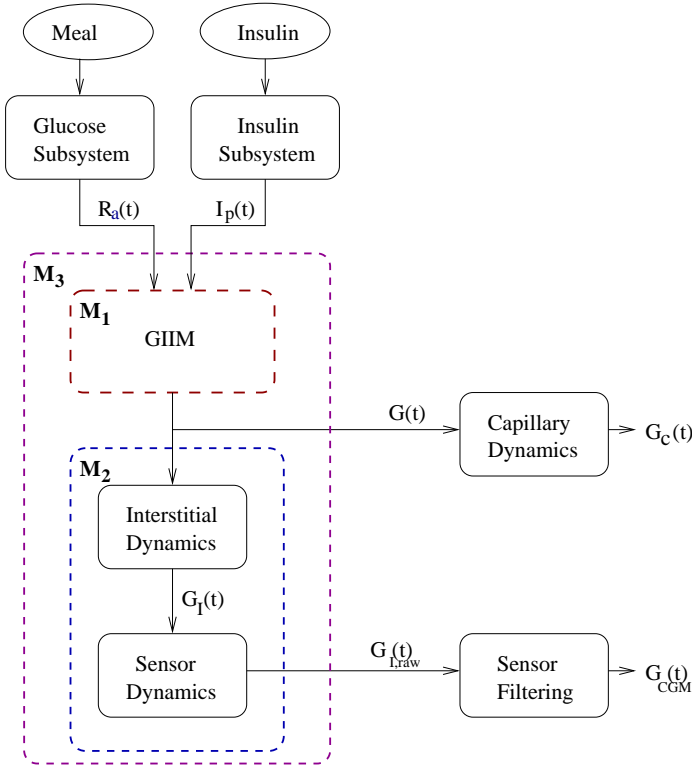 Meal
Insulin
Glucose
Subsystem
Insulin
Subsystem
Ra(t)
Ip(t)
M3
M1
GIIM
G(t)
Capillary
Dynamics
Gc(t)
M2
Interstitial
Dynamics
GI(t)
Sensor
Dynamics
GI,raw(t)
Sensor
Filtering
GCGM(t)